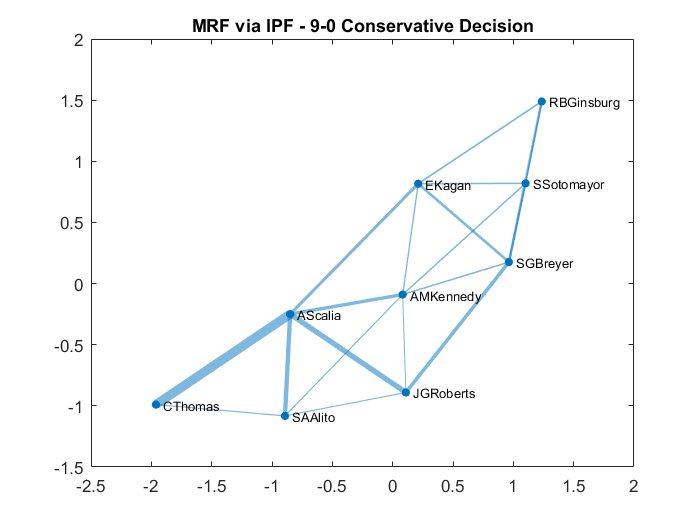 MRF via IPF - 9-0 Conservative Decision
2
1.5
1
0.5
0
-0.5
-1
-1.5
RBGinsburg
EKagan
SSotomayor
SGBreyer
AMKennedy
AScalia
JGRoberts
CThomas
SAAlito
-2.5 -2 -1.5 -1 -0.5 0 0.5 1 1.5 2